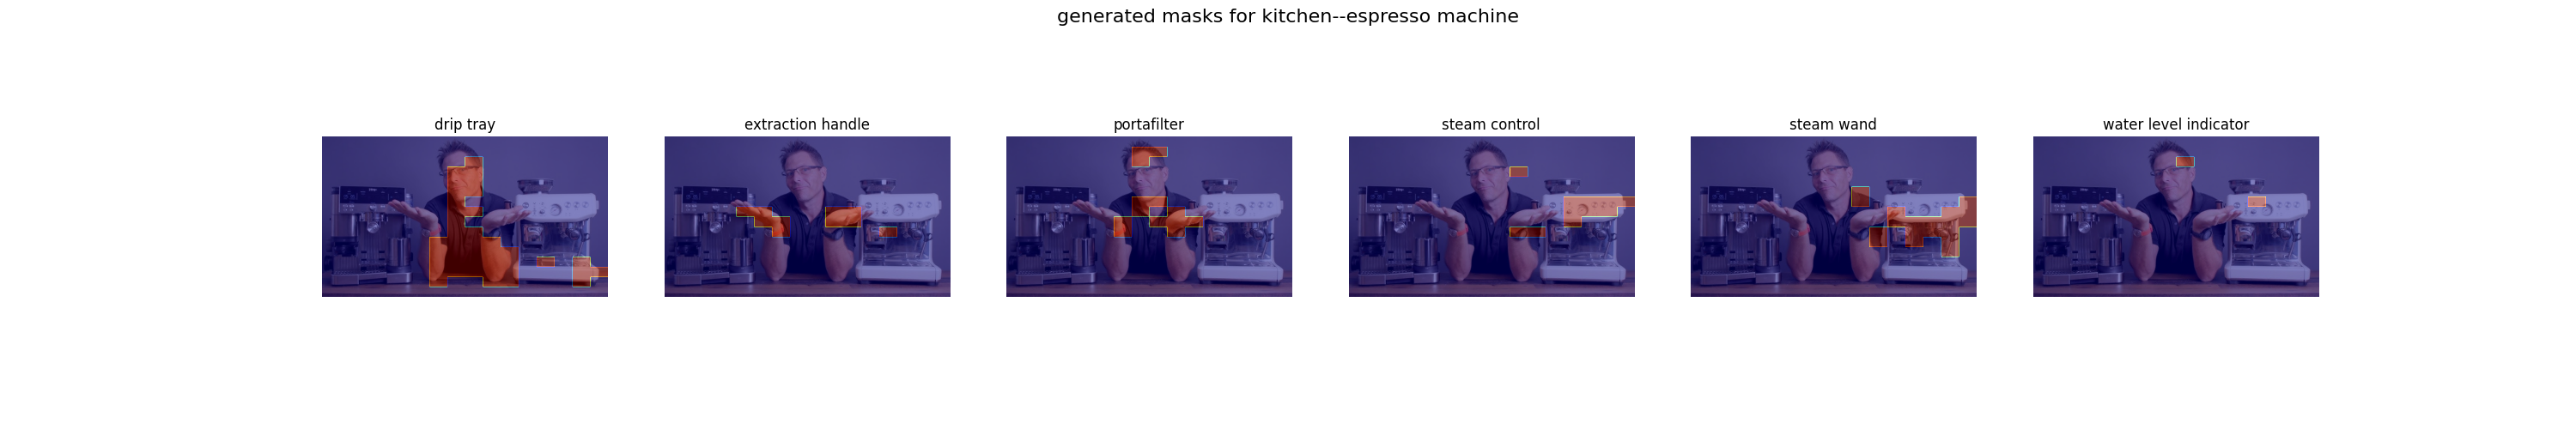 generated masks for kitchen--espresso machine
drip tray
extraction handle
portafilter
steam control
steam wand
water level indicator